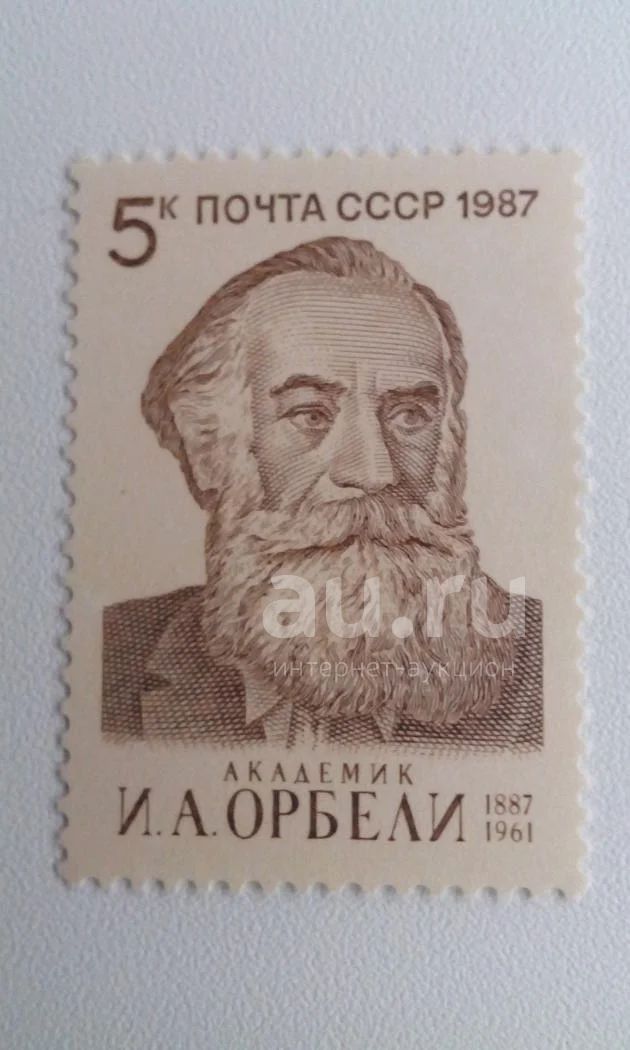 5к ПОЧТА СССР 1987
au.ru
интернет-аукцион
АКАДЕМИК
И.А.ОРБЕЛИ 1887
1961